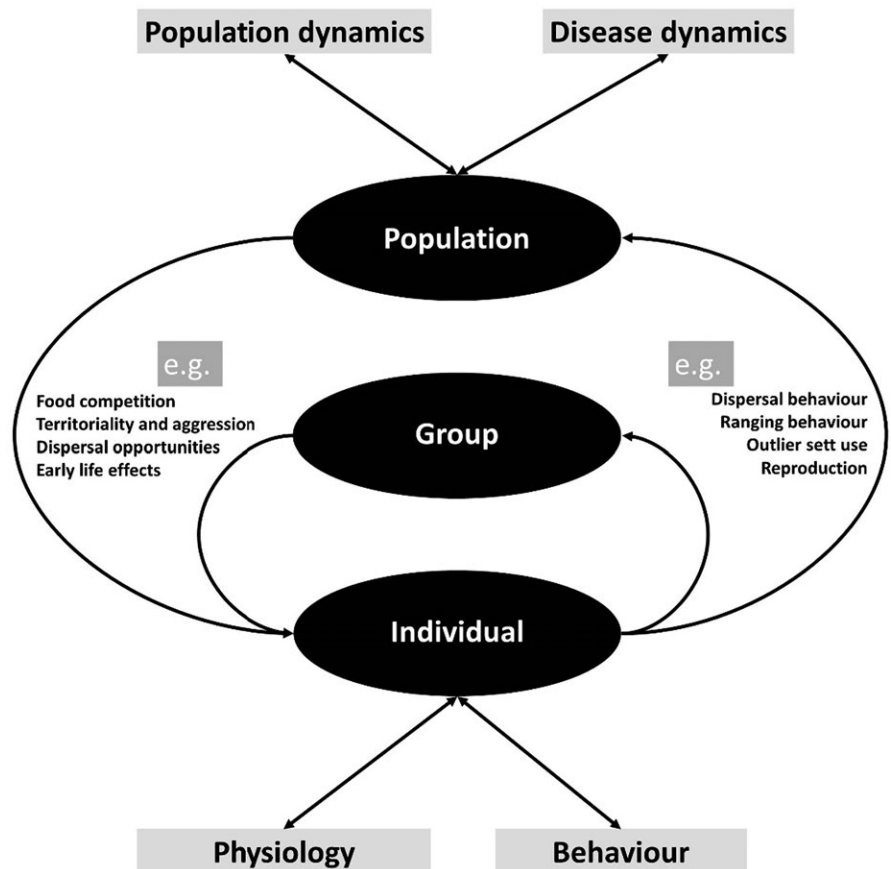 Population dynamics
Disease dynamics
Population
e.g.
Food competition
Territoriality and aggression
Dispersal opportunities
Early life effects
e.g.
Dispersal behaviour
Ranging behaviour
Outlier sett use
Reproduction
Group
Individual
Physiology
Behaviour